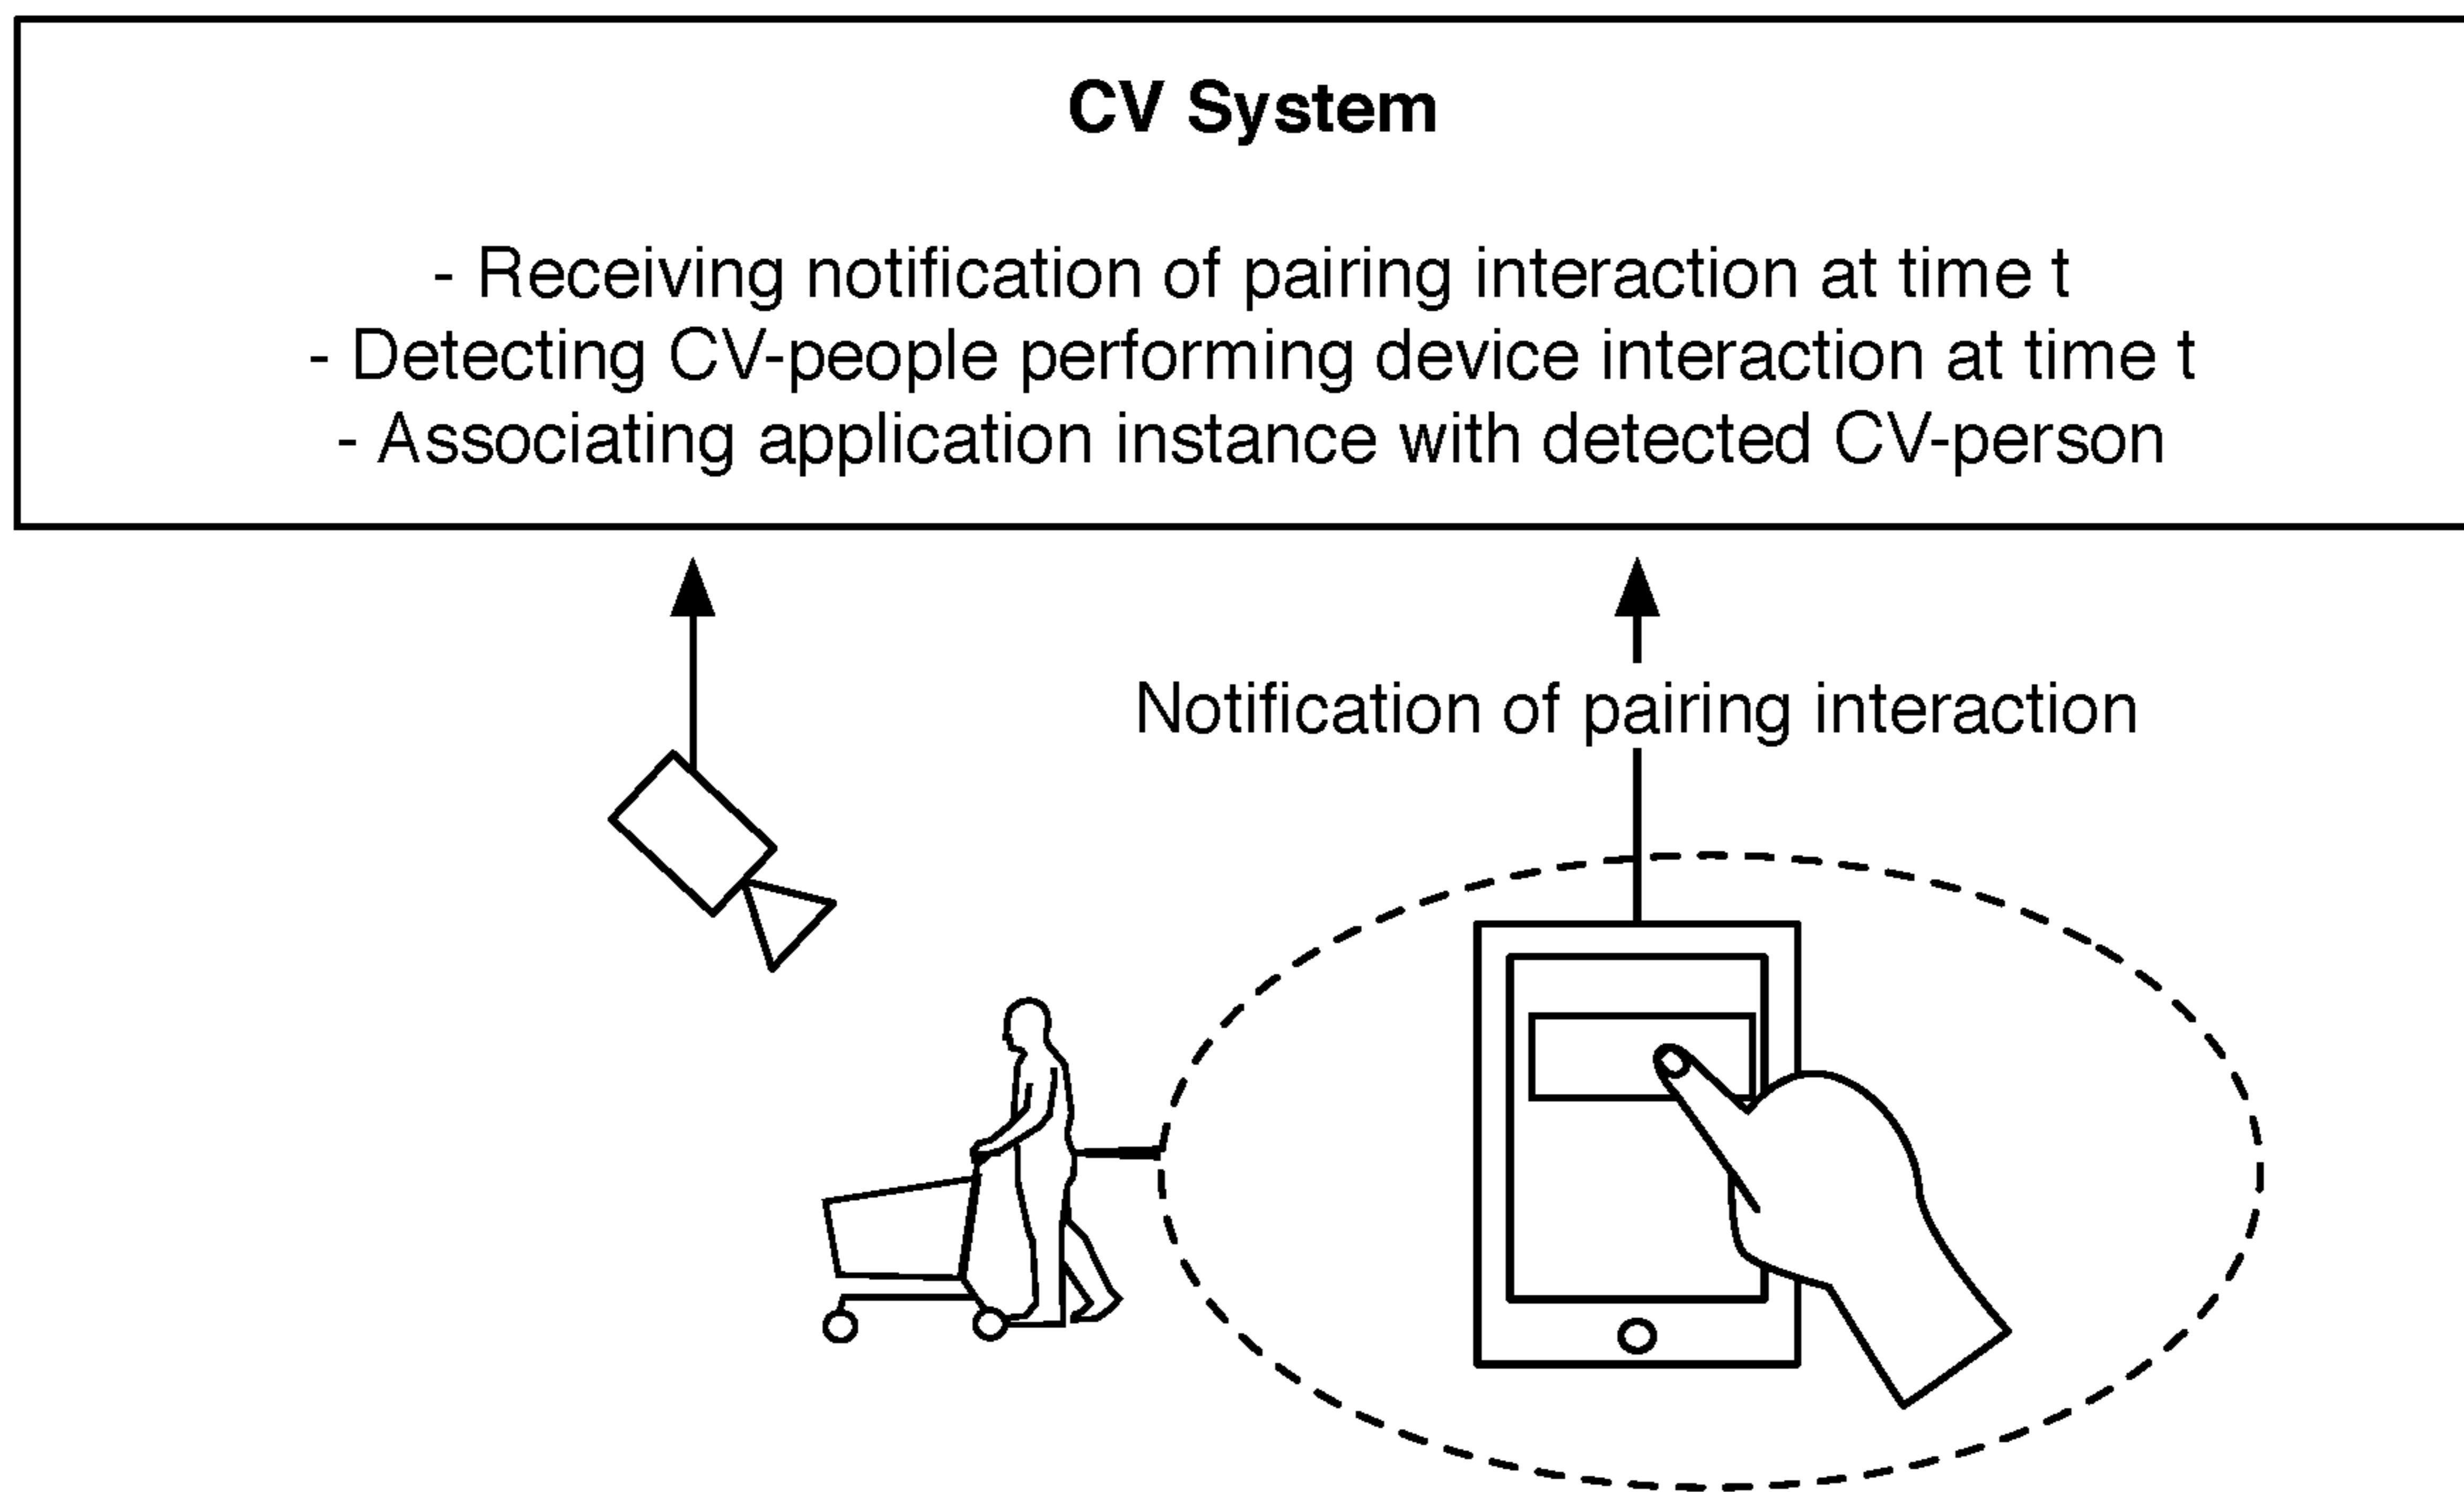 CV System
- Receiving notification of pairing interaction at time t
- Detecting CV-people performing device interaction at time t
- Associating application instance with detected CV-person
Notification of pairing interaction